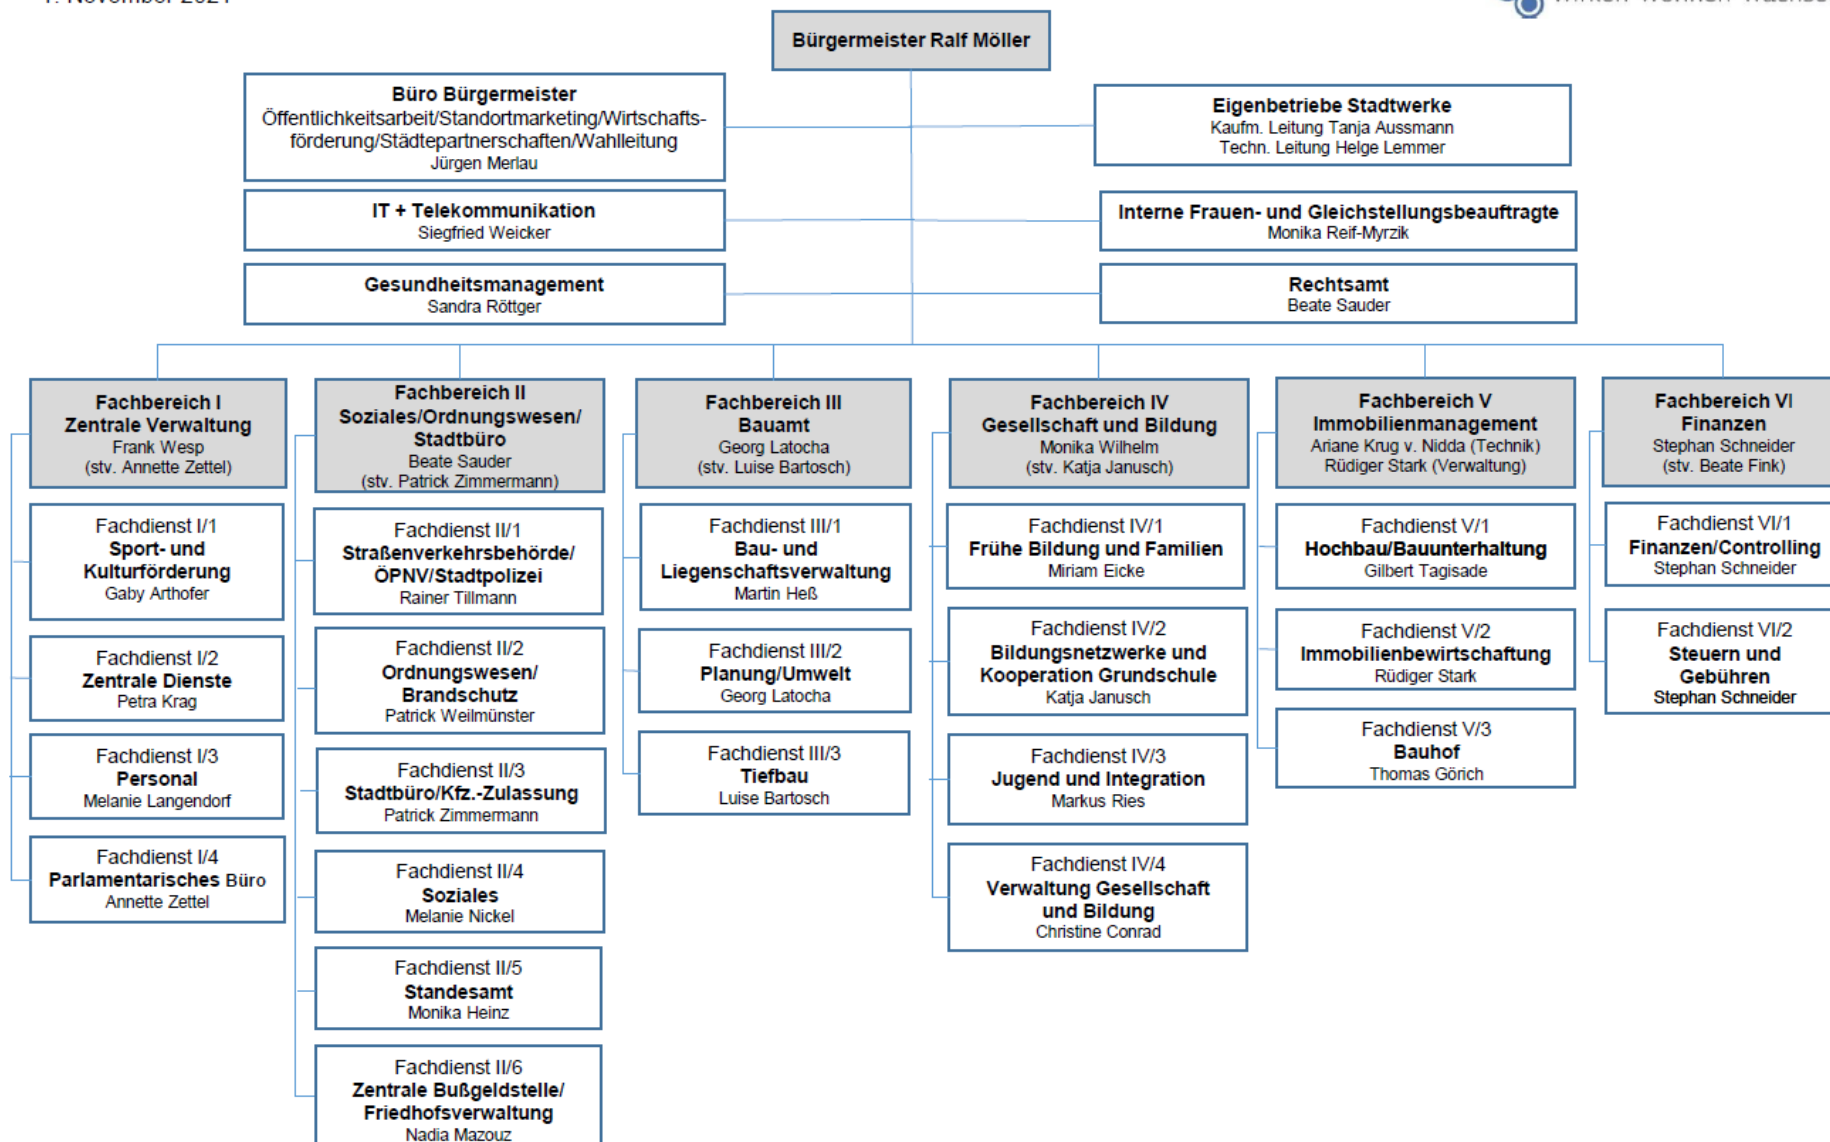 Bürgermeister Ralf Möller
Büro Bürgermeister
Öffentlichkeitsarbeit/Standortmarketing/Wirtschafts-
förderung/Städtepartnerschaften/Wahlleitung
Jürgen Merlau
Eigenbetriebe Stadtwerke
Kaufm. Leitung Tanja Aussmann
Techn. Leitung Helge Lemmer
IT + Telekommunikation
Siegfried Weicker
Interne Frauen- und Gleichstellungsbeauftragte
Monika Reif-Myrzik
Gesundheitsmanagement
Sandra Röttger
Rechtsamt
Beate Sauder
Fachbereich I
Zentrale Verwaltung
Frank Wesp
(stv. Annette Zettel)
Fachdienst I/1
Sport- und
Kulturförderung
Gaby Arthofer
Fachdienst I/2
Zentrale Dienste
Petra Krag
Fachdienst I/3
Personal
Melanie Langendorf
Fachdienst I/4
Parlamentarisches Büro
Annette Zettel
Fachbereich II
Soziales/Ordnungswesen/
Stadtbüro
Beate Sauder
(stv. Patrick Zimmermann)
Fachdienst II/1
Straßenverkehrsbehörde/
ÖPNV/Stadtpolizei
Rainer Tillmann
Fachdienst II/2
Ordnungswesen/
Brandschutz
Patrick Weilmünster
Fachdienst II/3
Stadtbüro/Kfz.-Zulassung
Patrick Zimmermann
Fachdienst II/4
Soziales
Melanie Nickel
Fachdienst II/5
Standesamt
Monika Heinz
Fachdienst II/6
Zentrale Bußgeldstelle/
Friedhofsverwaltung
Nadia Mazouz
Fachbereich III
Bauamt
Georg Latocha
(stv. Luise Bartosch)
Fachdienst III/1
Bau- und
Liegenschaftsverwaltung
Martin Heß
Fachdienst III/2
Planung/Umwelt
Georg Latocha
Fachdienst III/3
Tiefbau
Luise Bartosch
Fachbereich IV
Gesellschaft und Bildung
Monika Wilhelm
(stv. Katja Janusch)
Fachdienst IV/1
Frühe Bildung und Familien
Miriam Eicke
Fachdienst IV/2
Bildungsnetzwerke und
Kooperation Grundschule
Katja Janusch
Fachdienst IV/3
Jugend und Integration
Markus Ries
Fachdienst IV/4
Verwaltung Gesellschaft
und Bildung
Christine Conrad
Fachbereich V
Immobilienmanagement
Ariane Krug v. Nidda (Technik)
Rüdiger Stark (Verwaltung)
Fachdienst V/1
Hochbau/Bauunterhaltung
Gilbert Tagisade
Fachdienst V/2
Immobilienbewirtschaftung
Rüdiger Stark
Fachdienst V/3
Bauhof
Thomas Görich
Fachbereich VI
Finanzen
Stephan Schneider
(stv. Beate Fink)
Fachdienst VI/1
Finanzen/Controlling
Stephan Schneider
Fachdienst VI/2
Steuern und
Gebühren
Stephan Schneider